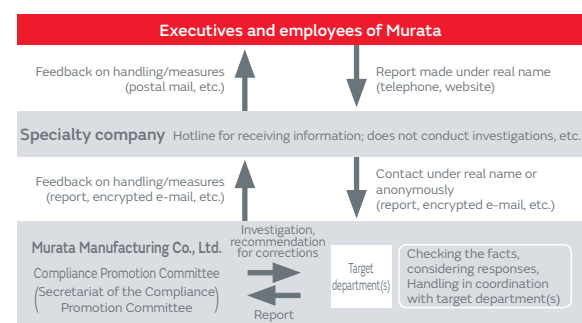 Executives and employees of Murata
Feedback on handling/measures
(postal mail, etc.)
Report made under real name
(telephone, website)
Specialty company Hotline for receiving information; does not conduct investigations, etc.
Feedback on handling/measures
(report, encrypted e-mail, etc.)
Contact under real name or
anonymously
(report, encrypted e-mail, etc.)
Murata Manufacturing Co., Ltd.
Compliance Promotion Committee
(Secretariat of the Compliance
Promotion Committee)
Investigation,
recommendation
for corrections
Report
Target
department(s)
Checking the facts,
considering responses,
Handling in coordination
with target department(s)